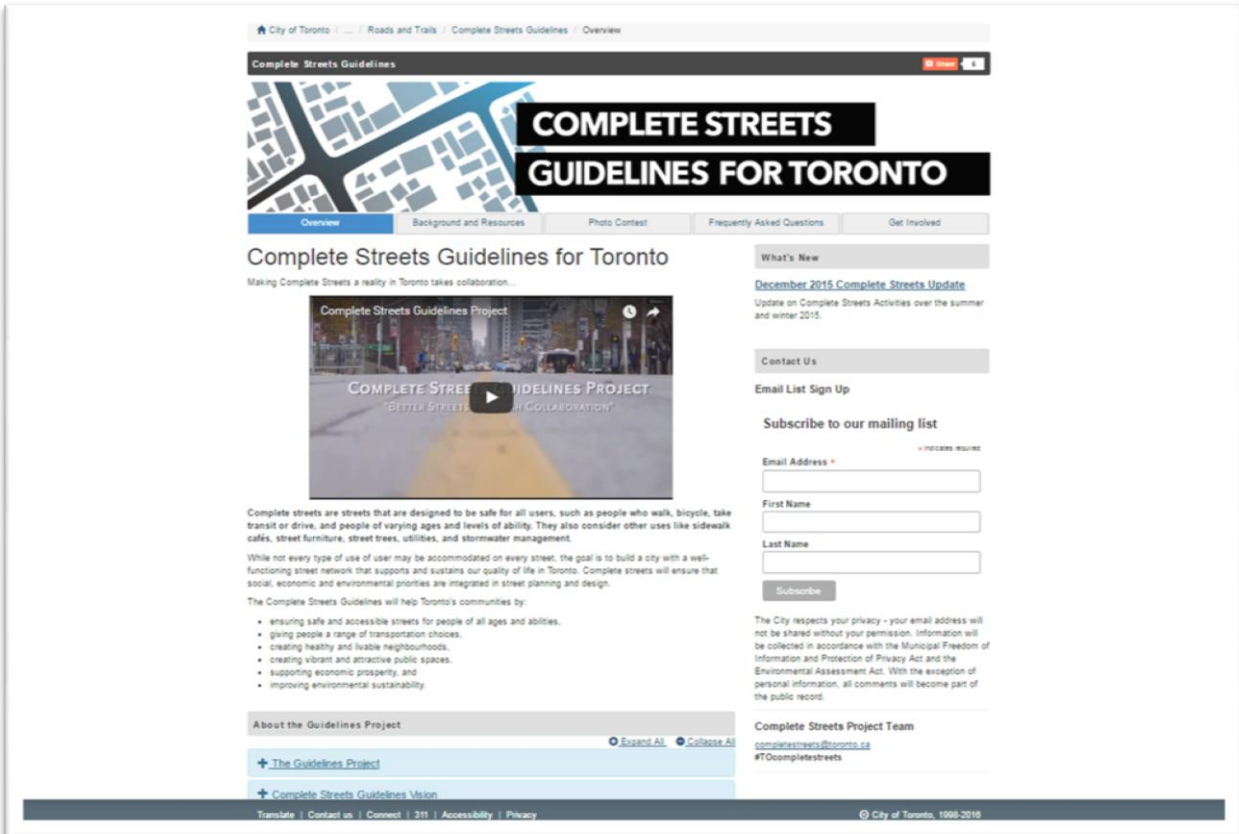 City of Toronto / ... / Roads and Trails / Complete Streets Guidelines / Overview
Complete Streets Guidelines
Share 6
COMPLETE STREETS
GUIDELINES FOR TORONTO
Overview Background and Resources Photo Contest Frequently Asked Questions Get Involved
Complete Streets Guidelines for Toronto
Making Complete Streets a reality in Toronto takes collaboration...
Complete Streets Guidelines Project
COMPLETE STREETS GUIDELINES PROJECT
"BETTER STREETS THROUGH COLLABORATION"
Complete streets are streets that are designed to be safe for all users, such as people who walk, bicycle, take
transit or drive, and people of varying ages and levels of ability. They also consider other uses like sidewalk
cafés, street furniture, street trees, utilities, and stormwater management.
While not every type of use of user may be accommodated on every street, the goal is to build a city with a well-
functioning street network that supports and sustains our quality of life in Toronto. Complete streets will ensure that
social, economic and environmental priorities are integrated in street planning and design.
The Complete Streets Guidelines will help Toronto's communities by:
• ensuring safe and accessible streets for people of all ages and abilities,
• giving people a range of transportation choices,
• creating healthy and livable neighbourhoods,
• creating vibrant and attractive public spaces,
• supporting economic prosperity, and
• improving environmental sustainability.
About the Guidelines Project
Expand All Collapse All
The Guidelines Project
Complete Streets Guidelines Vision
What's New
December 2015 Complete Streets Update
Update on Complete Streets Activities over the summer
and winter 2015.
Contact Us
Email List Sign Up
Subscribe to our mailing list
* indicates required
Email Address *
First Name
Last Name
Subscribe
The City respects your privacy - your email address will
not be shared without your permission. Information will
be collected in accordance with the Municipal Freedom of
Information and Protection of Privacy Act and the
Environmental Assessment Act. With the exception of
personal information, all comments will become part of
the public record.
Complete Streets Project Team
completestreets@toronto.ca
#TOcompletestreets
Translate | Contact us | Connect | 311 | Accessibility | Privacy
© City of Toronto, 1998-2016